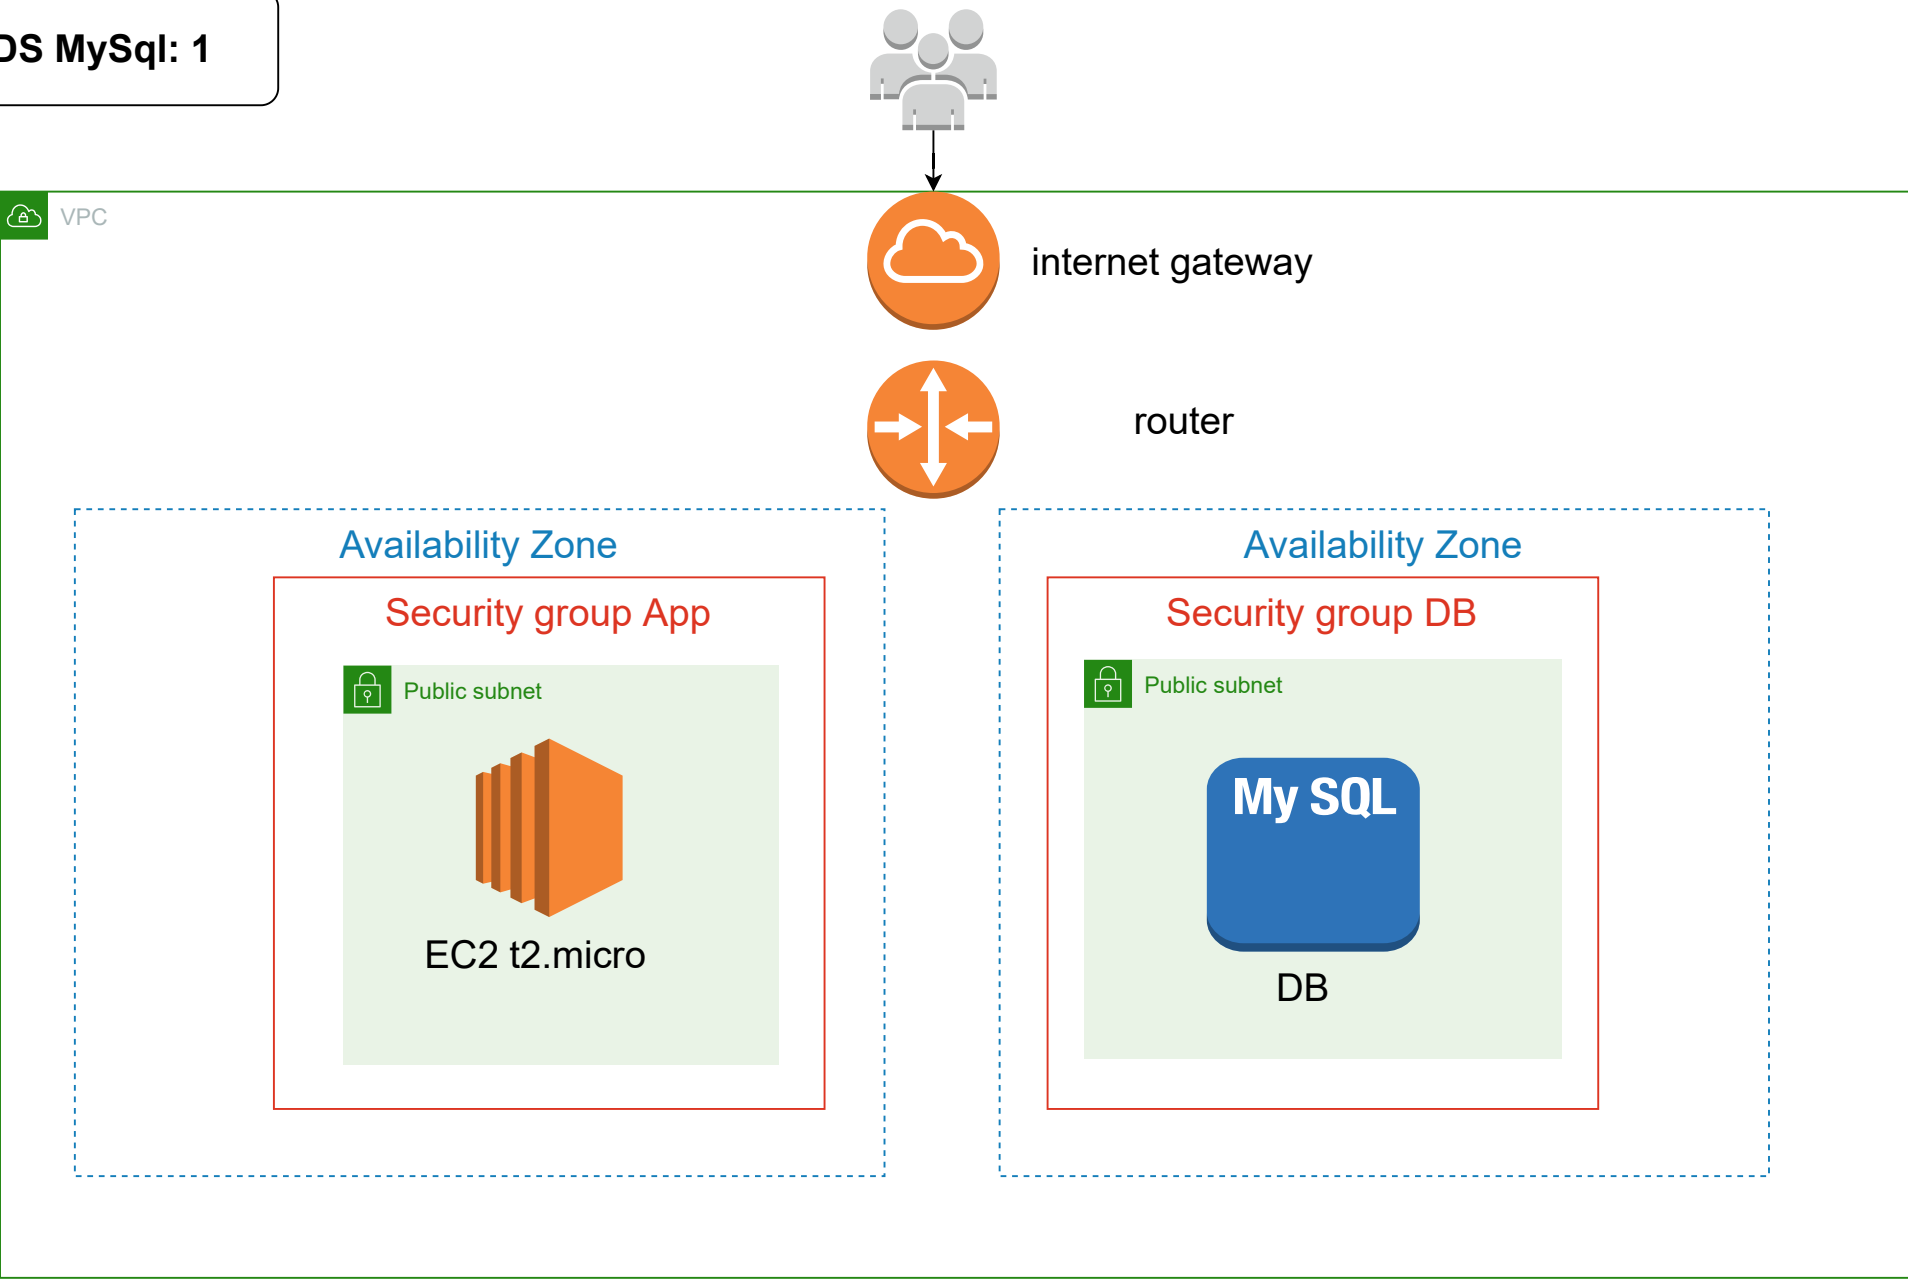 DS MySql: 1
VPC
internet gateway
router
Availability Zone
Availability Zone
Security group App
Security group DB
Public subnet
Public subnet
My SQL
EC2 t2.micro
DB